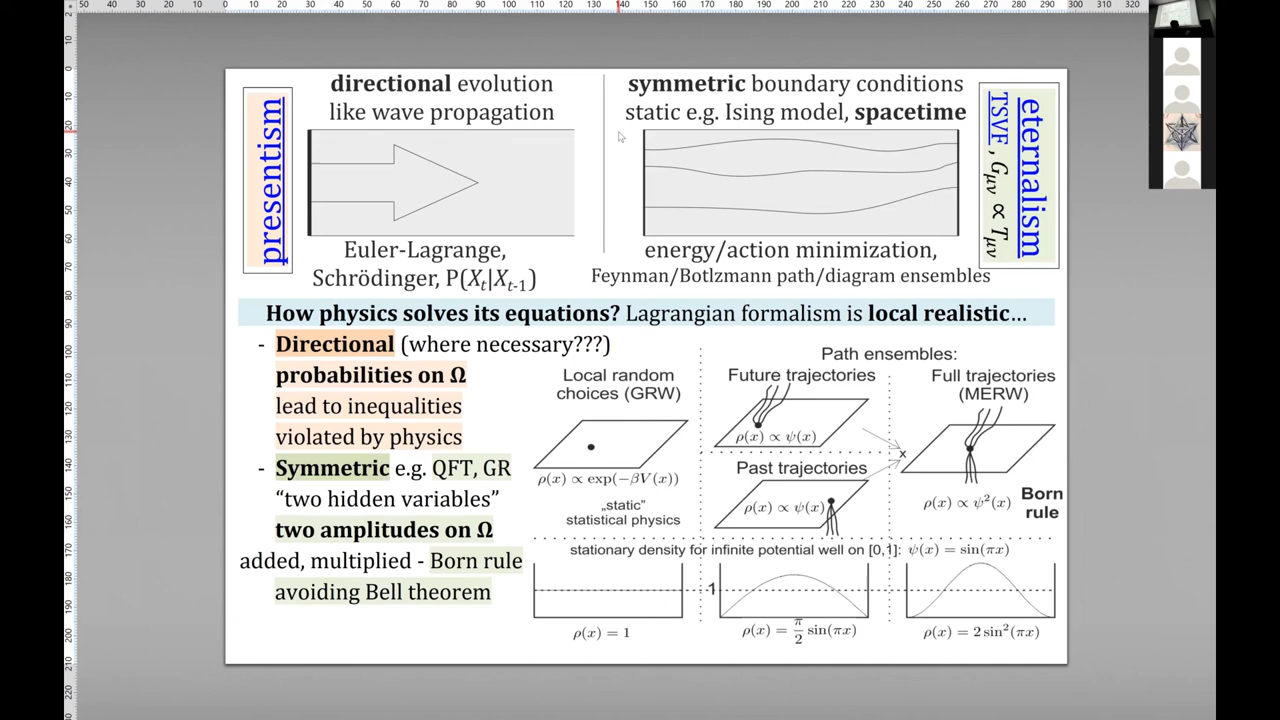 directional evolution
like wave propagation
symmetric boundary conditions
static e.g. Ising model, spacetime
presentism
eternalism
TSVF , Gμν ∝ Tμν
Euler-Lagrange
Schrödinger, P(Xt|Xt-1)
energy/action minimization
Feynman/Botlzmann path/diagram ensembles
How physics solves its equations? Lagrangian formalism is local realistic…
- Directional (where necessary???)
probabilities on Ω
lead to inequalities
violated by physics
- Symmetric e.g. QFT, GR
“two hidden variables”
two amplitudes on Ω
added, multiplied - Born rule
avoiding Bell theorem
Path ensembles:
Local random
choices (GRW)
Future trajectories
Full trajectories
(MERW)
ρ(x) ∝ ψ(x)
Past trajectories
ρ(x) ∝ exp(−βV(x))
ρ(x) ∝ ψ(x)
x
ρ(x) ∝ ψ²(x)
Born
rule
„static”
statistical physics
stationary density for infinite potential well on [0,1]: ψ(x) = sin(πx)
1
ρ(x) = 1
ρ(x) = π/2 sin(πx)
ρ(x) = 2 sin²(πx)